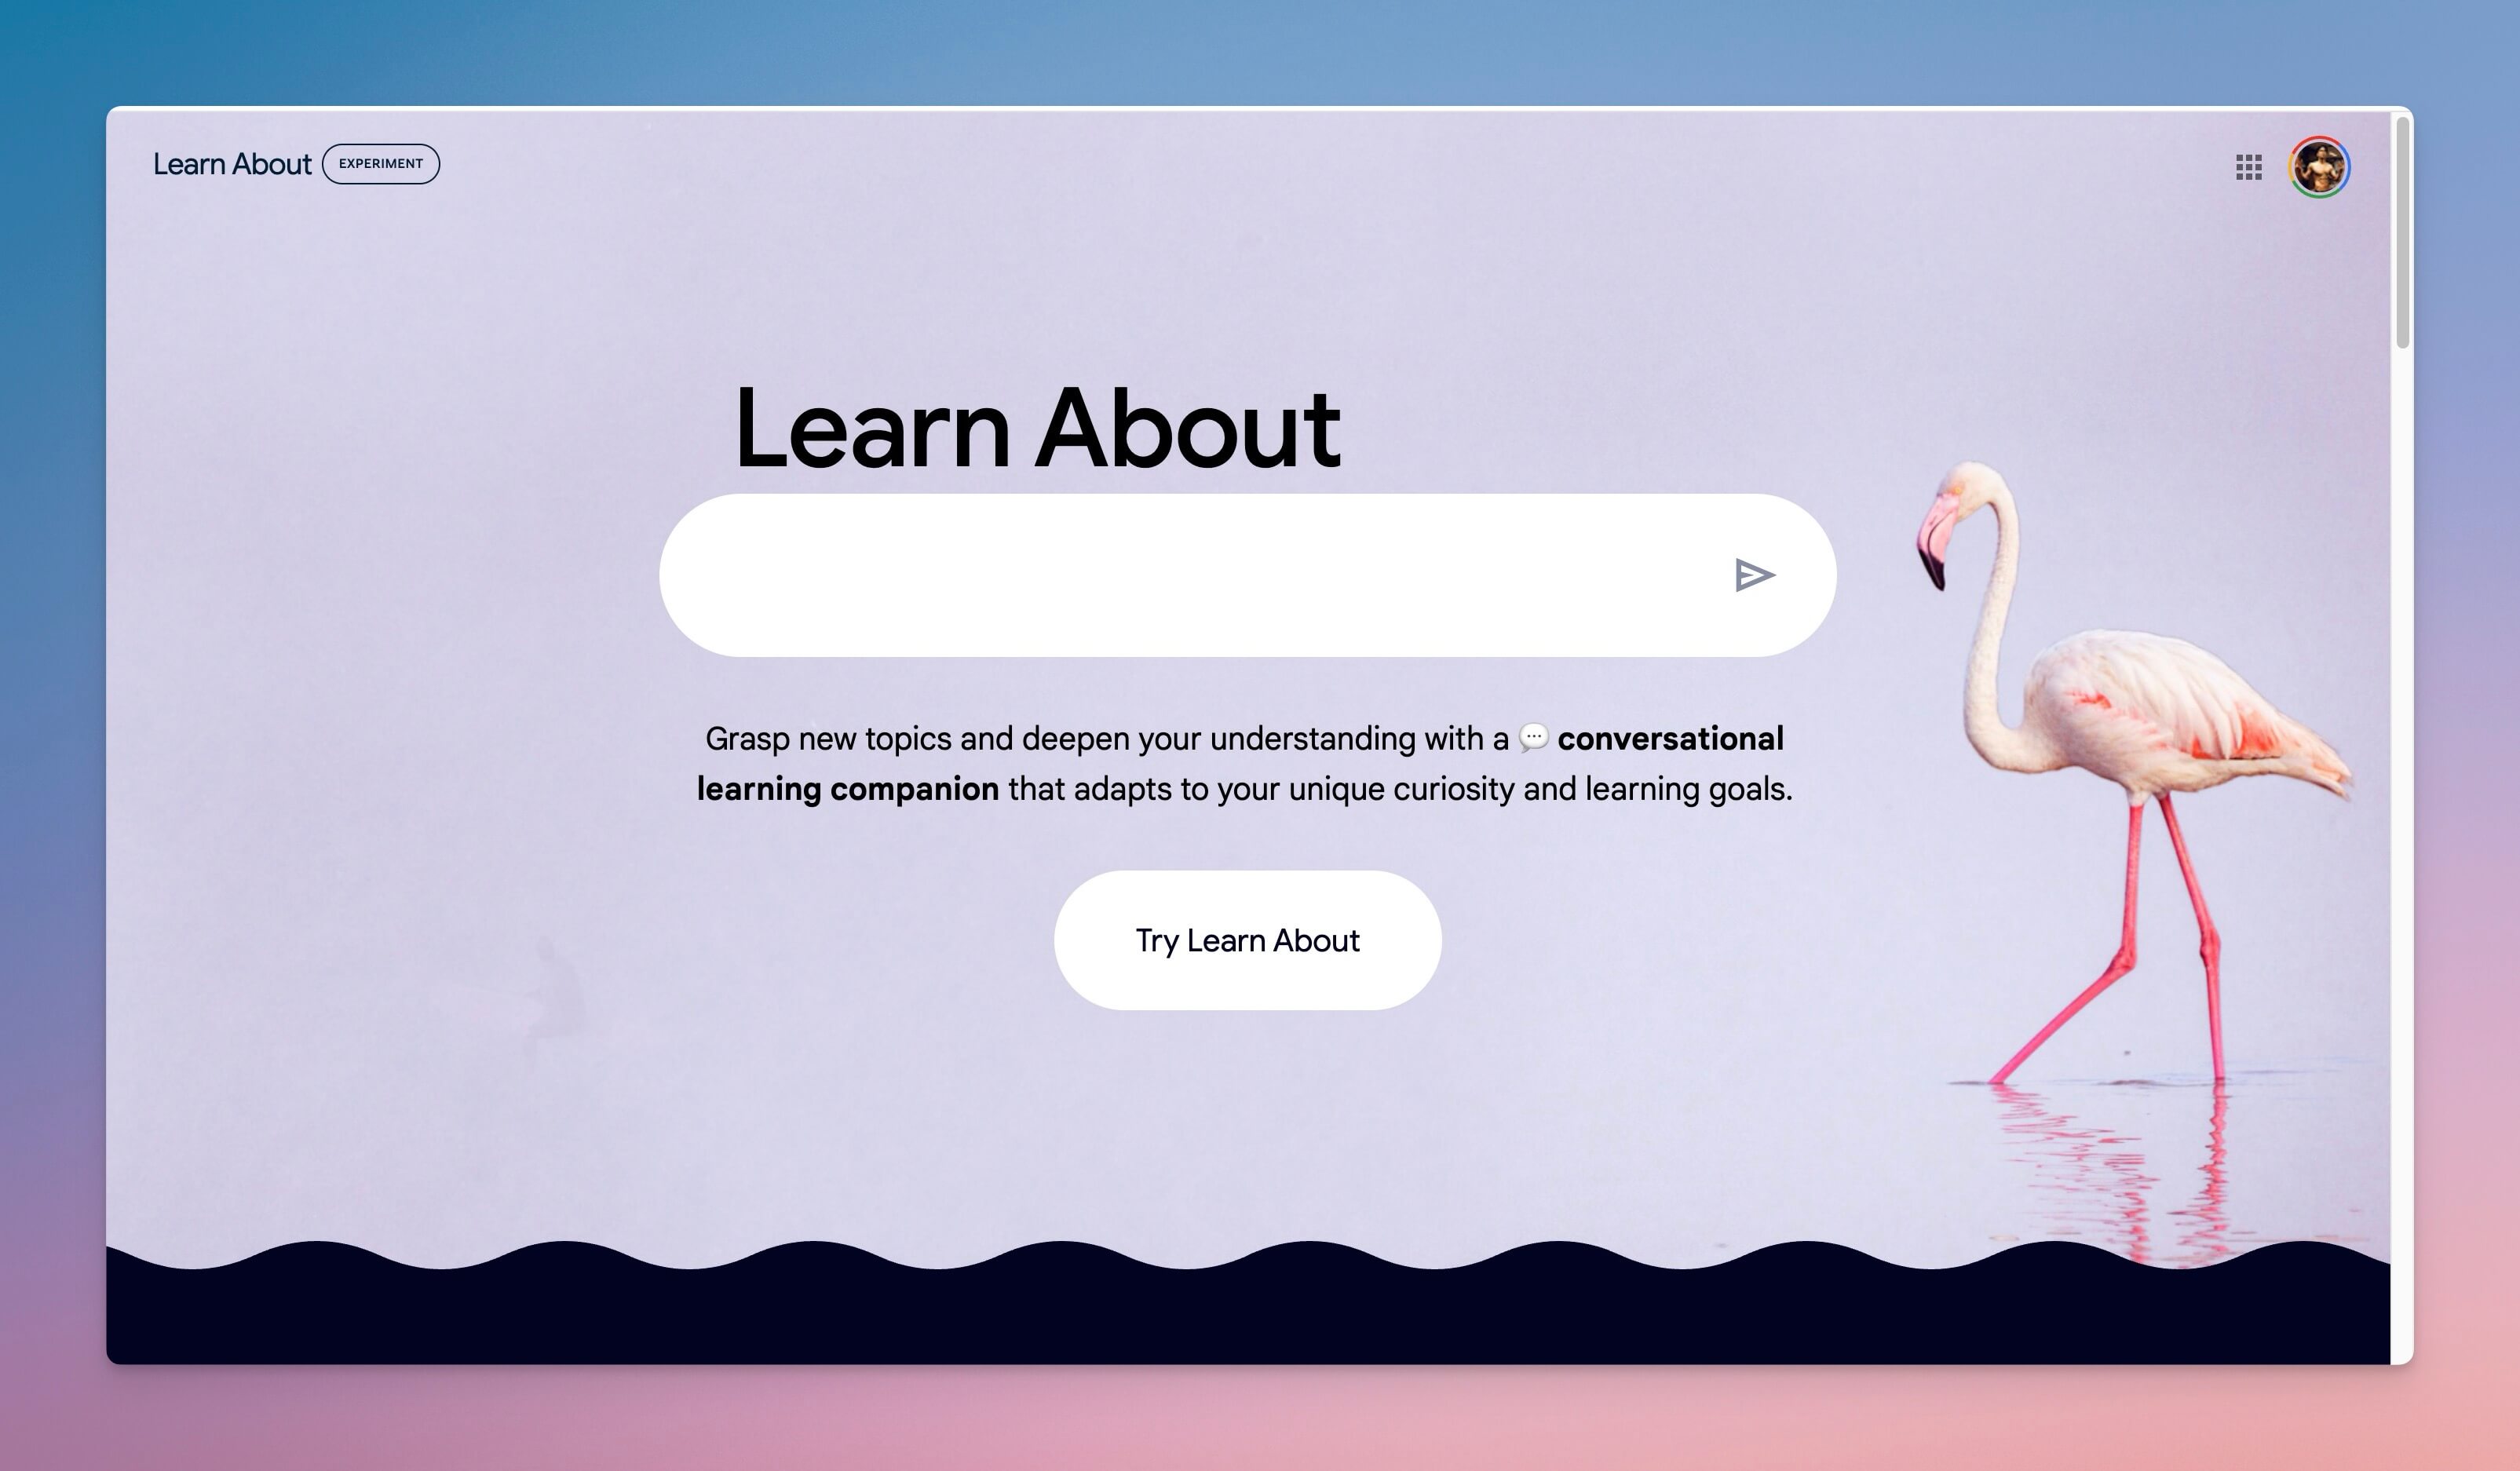 Learn About EXPERIMENT
Learn About
Grasp new topics and deepen your understanding with a 💬 conversational
learning companion that adapts to your unique curiosity and learning goals.
Try Learn About